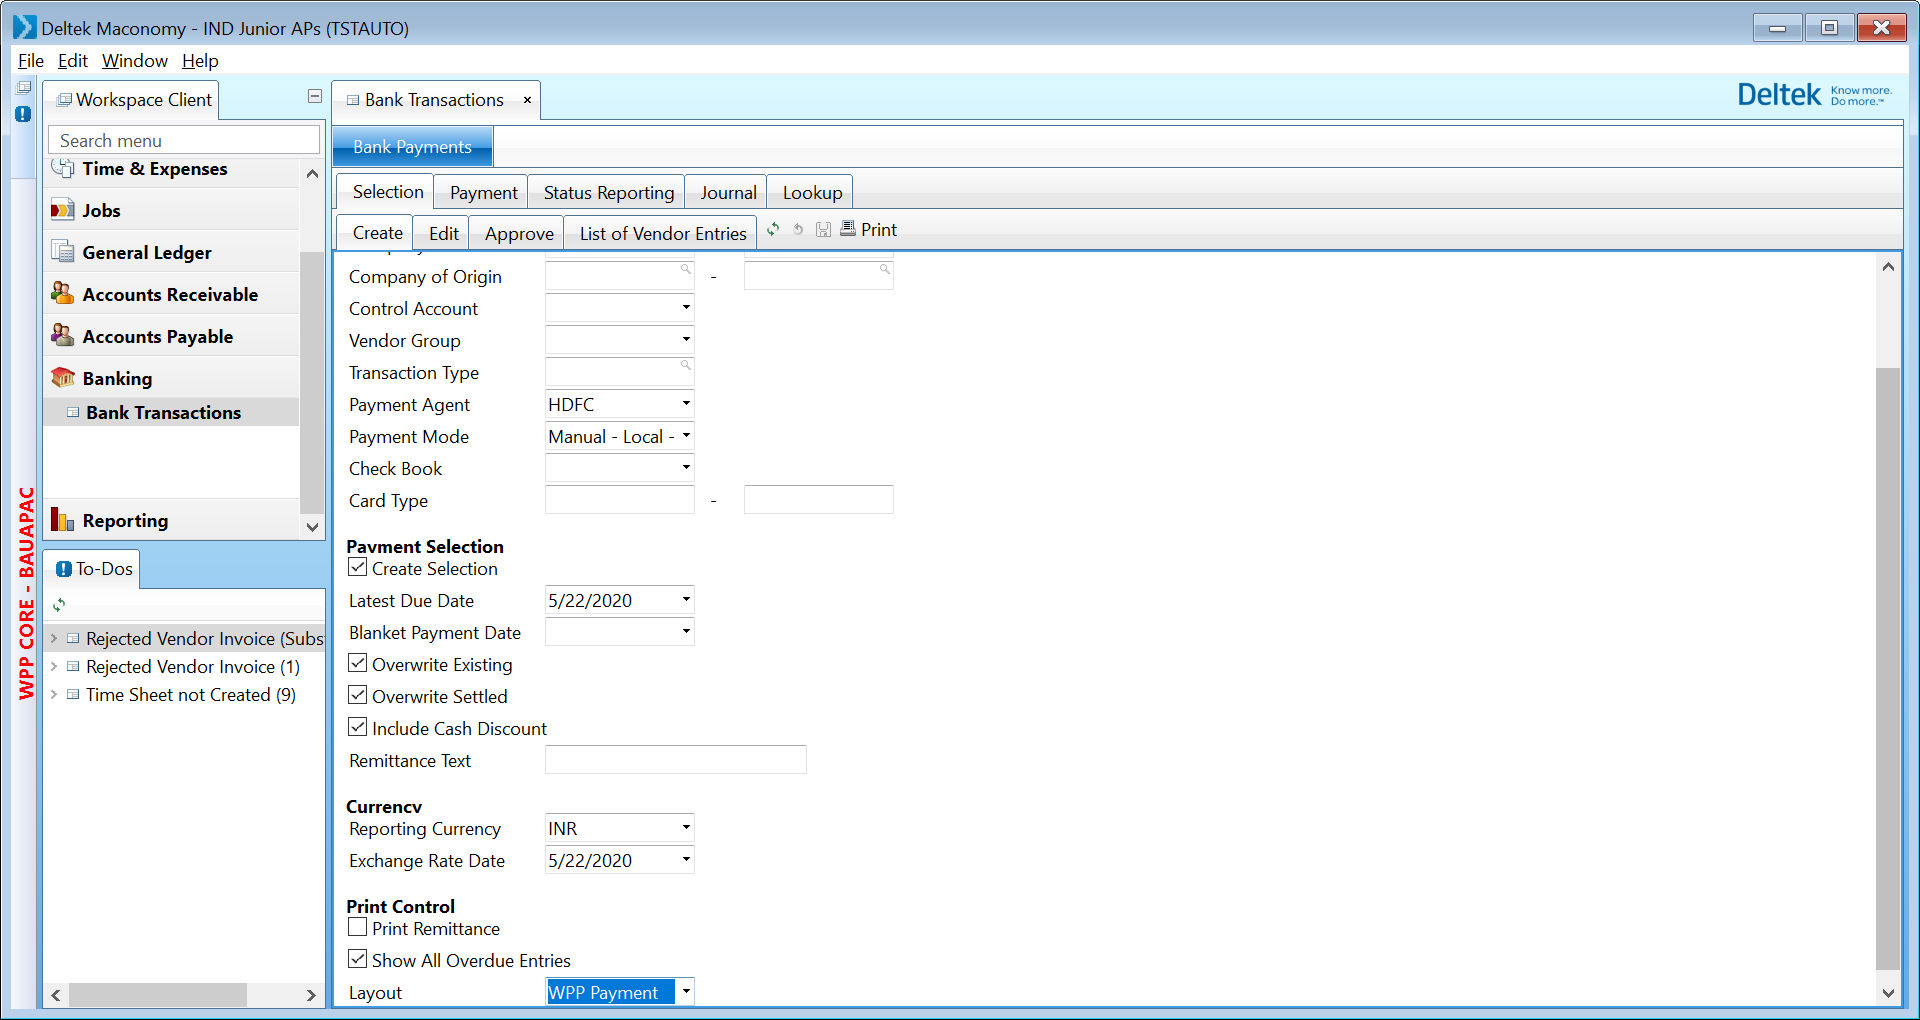 Deltek Maconomy - IND Junior APs (TSTAUTO)
File Edit Window Help
Workspace Client
Bank Transactions ×
Deltek Know more. Do more.™
Search menu
Bank Payments
Time & Expenses
Jobs
General Ledger
Accounts Receivable
Accounts Payable
Banking
Bank Transactions
Reporting
Selection Payment Status Reporting Journal Lookup
Create Edit Approve List of Vendor Entries Print
Company of Origin -
Control Account
Vendor Group
Transaction Type
Payment Agent HDFC
Payment Mode Manual - Local -
Check Book
Card Type -
Payment Selection
Create Selection
Latest Due Date 5/22/2020
Blanket Payment Date
Overwrite Existing
Overwrite Settled
Include Cash Discount
Remittance Text
Currency
Reporting Currency INR
Exchange Rate Date 5/22/2020
Print Control
Print Remittance
Show All Overdue Entries
Layout WPP Payment
To-Dos
Rejected Vendor Invoice (Subs
Rejected Vendor Invoice (1)
Time Sheet not Created (9)
WPP CORE - BAUAPAC